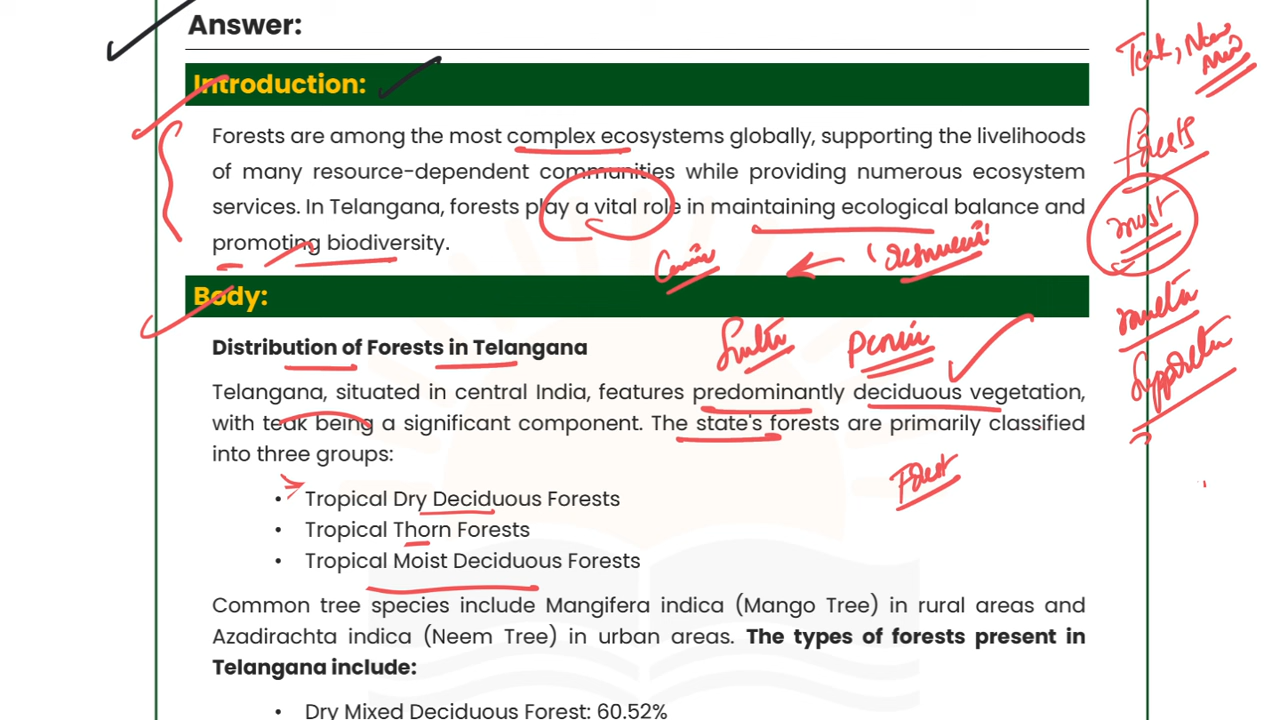 Answer:
Introduction:
Forests are among the most complex ecosystems globally, supporting the livelihoods
of many resource-dependent communities while providing numerous ecosystem
services. In Telangana, forests play a vital role in maintaining ecological balance and
promoting biodiversity.
Body:
Distribution of Forests in Telangana
Telangana, situated in central India, features predominantly deciduous vegetation,
with teak being a significant component. The state's forests are primarily classified
into three groups:
• Tropical Dry Deciduous Forests
• Tropical Thorn Forests
• Tropical Moist Deciduous Forests
Common tree species include Mangifera indica (Mango Tree) in rural areas and
Azadirachta indica (Neem Tree) in urban areas. The types of forests present in
Telangana include:
• Dry Mixed Deciduous Forest: 60.52%
Teak,
forests
most
Forest